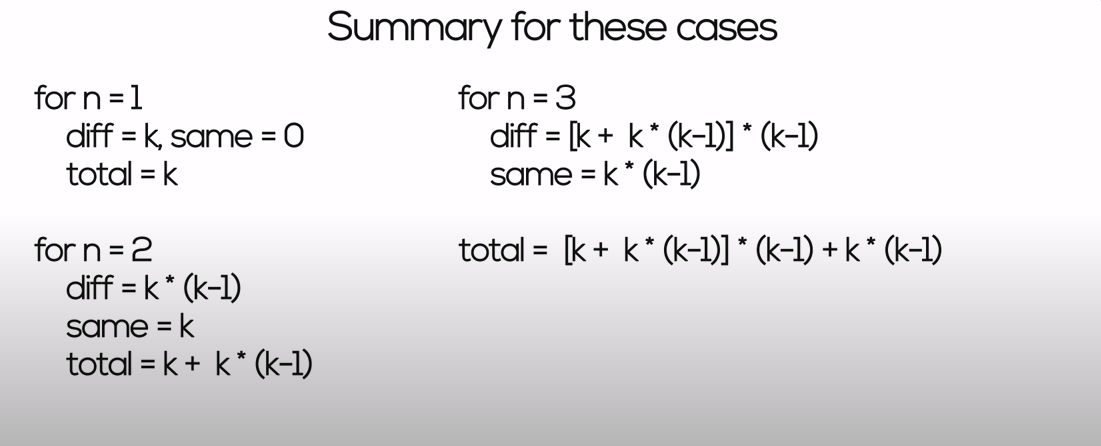 Summary for these cases
for n = 1
diff = k, same = 0
total = k
for n = 2
diff = k * (k-1)
same = k
total = k + k * (k-1)
for n = 3
diff = [k + k * (k-1)] * (k-1)
same = k * (k-1)
total = [k + k * (k-1)] * (k-1) + k * (k-1)